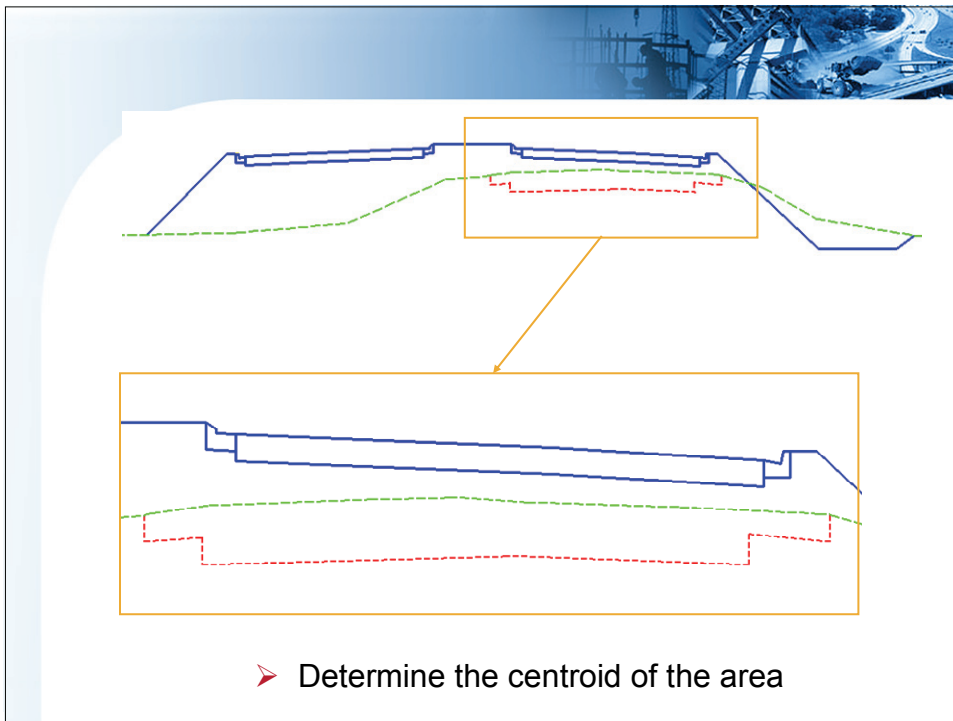 ➢ Determine the centroid of the area